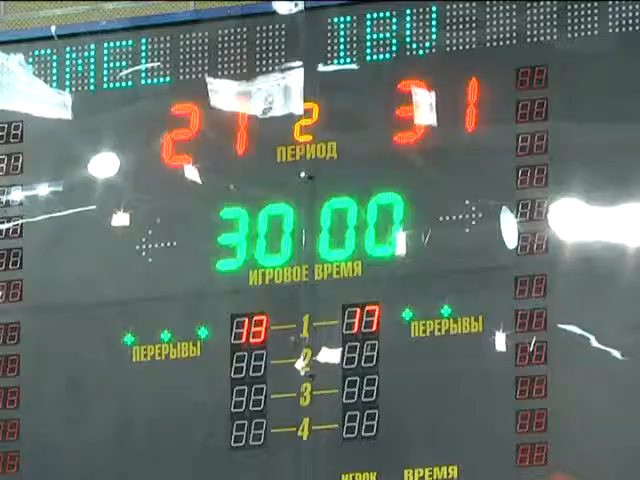 OMEL IBV
21 2 31
ПЕРИОД
30 00
ИГРОВОЕ ВРЕМЯ
13 1 17
ПЕРЕРЫВЫ ПЕРЕРЫВЫ
2
3
4
ИГРОК ВРЕМЯ